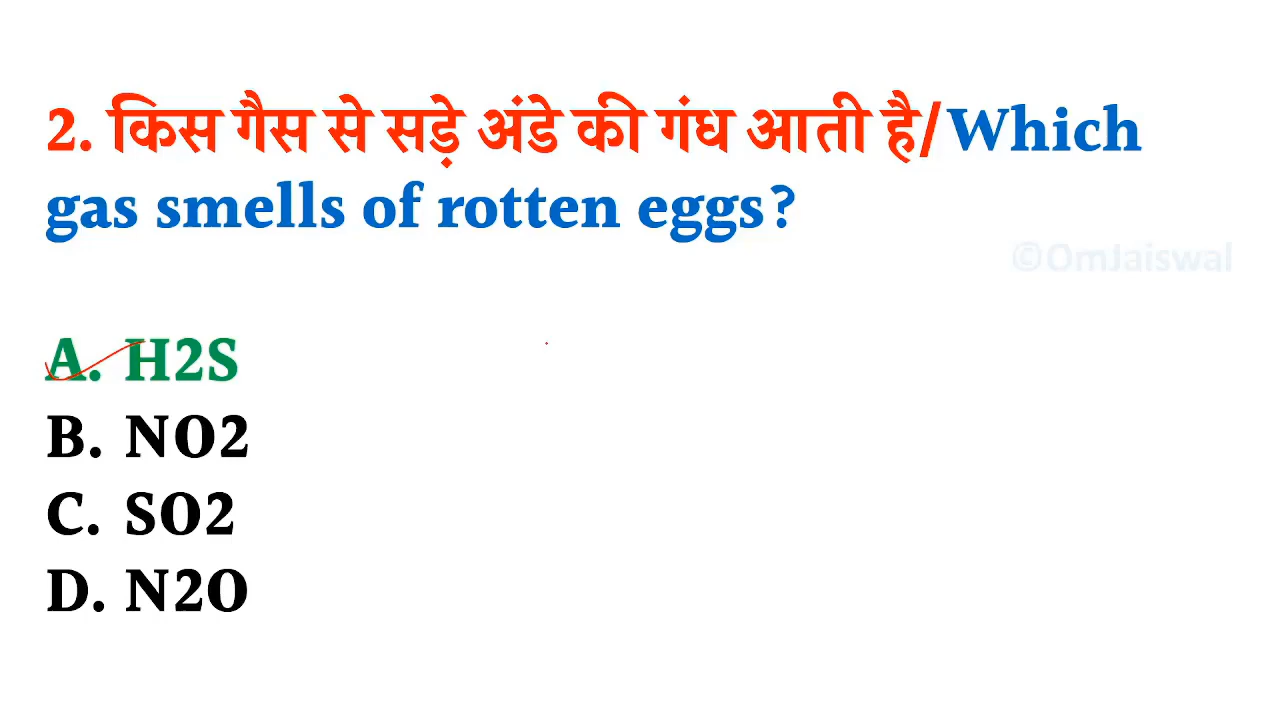 2. किस गैस से सड़े अंडे की गंध आती है/Which
gas smells of rotten eggs?
©OmJaiswal
A. H2S
B. NO2
C. SO2
D. N2O